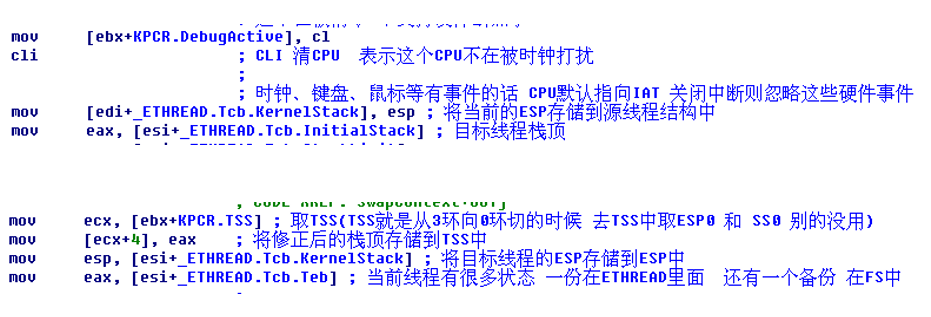 mov [ebx+KPCR.DebugActive], cl
cli ; CLI 清CPU 表示这个CPU不在被时钟打扰
;
; 时钟、键盘、鼠标等有事件的话 CPU默认指向IAT 关闭中断则忽略这些硬件事件
mov [edi+_ETHREAD.Tcb.KernelStack], esp ; 将当前的ESP存储到源线程结构中
mov eax, [esi+_ETHREAD.Tcb.InitialStack] ; 目标线程栈顶
mov ecx, [ebx+KPCR.TSS] ; 取TSS(TSS就是从3环向0环切的时候 去TSS中取ESP0 和 SS0 别的没用)
mov [ecx+4], eax ; 将修正后的栈顶存储到TSS中
mov esp, [esi+_ETHREAD.Tcb.KernelStack] ; 将目标线程的ESP存储到ESP中
mov eax, [esi+_ETHREAD.Tcb.Teb] ; 当前线程有很多状态 一份在ETHREAD里面 还有一个备份 在FS中